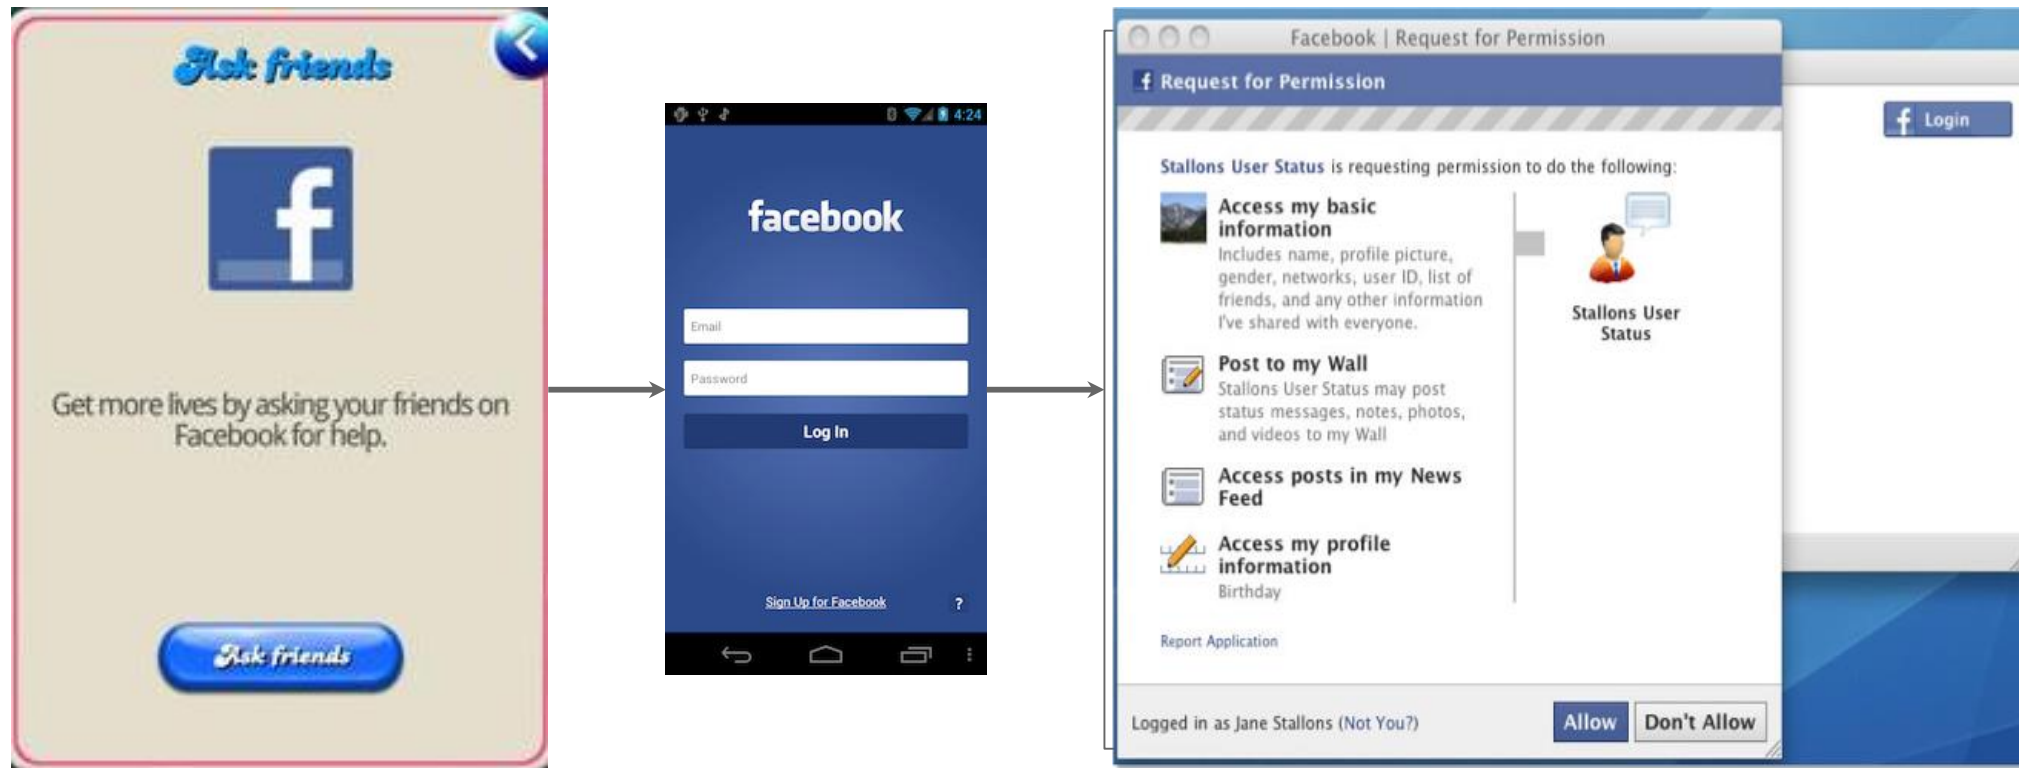 Ask friends
f
Get more lives by asking your friends on
Facebook for help.
Ask friends
4:24
facebook
Email
Password
Log In
Sign Up for Facebook
?
Facebook | Request for Permission
f Request for Permission
Stallons User Status is requesting permission to do the following:
Access my basic
information
Includes name, profile picture,
gender, networks, user ID, list of
friends, and any other information
I've shared with everyone.
Post to my Wall
Stallons User Status may post
status messages, notes, photos,
and videos to my Wall
Access posts in my News
Feed
Access my profile
information
Birthday
Stallons User
Status
Report Application
Logged in as Jane Stallons (Not You?)
Allow
Don't Allow
f Login